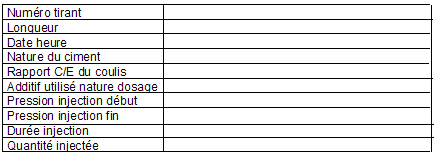 Numéro tirant
Longueur
Date heure
Nature du ciment
Rapport C/E du coulis
Additif utilisé nature dosage
Pression injection début
Pression injection fin
Durée injection
Quantité injectée